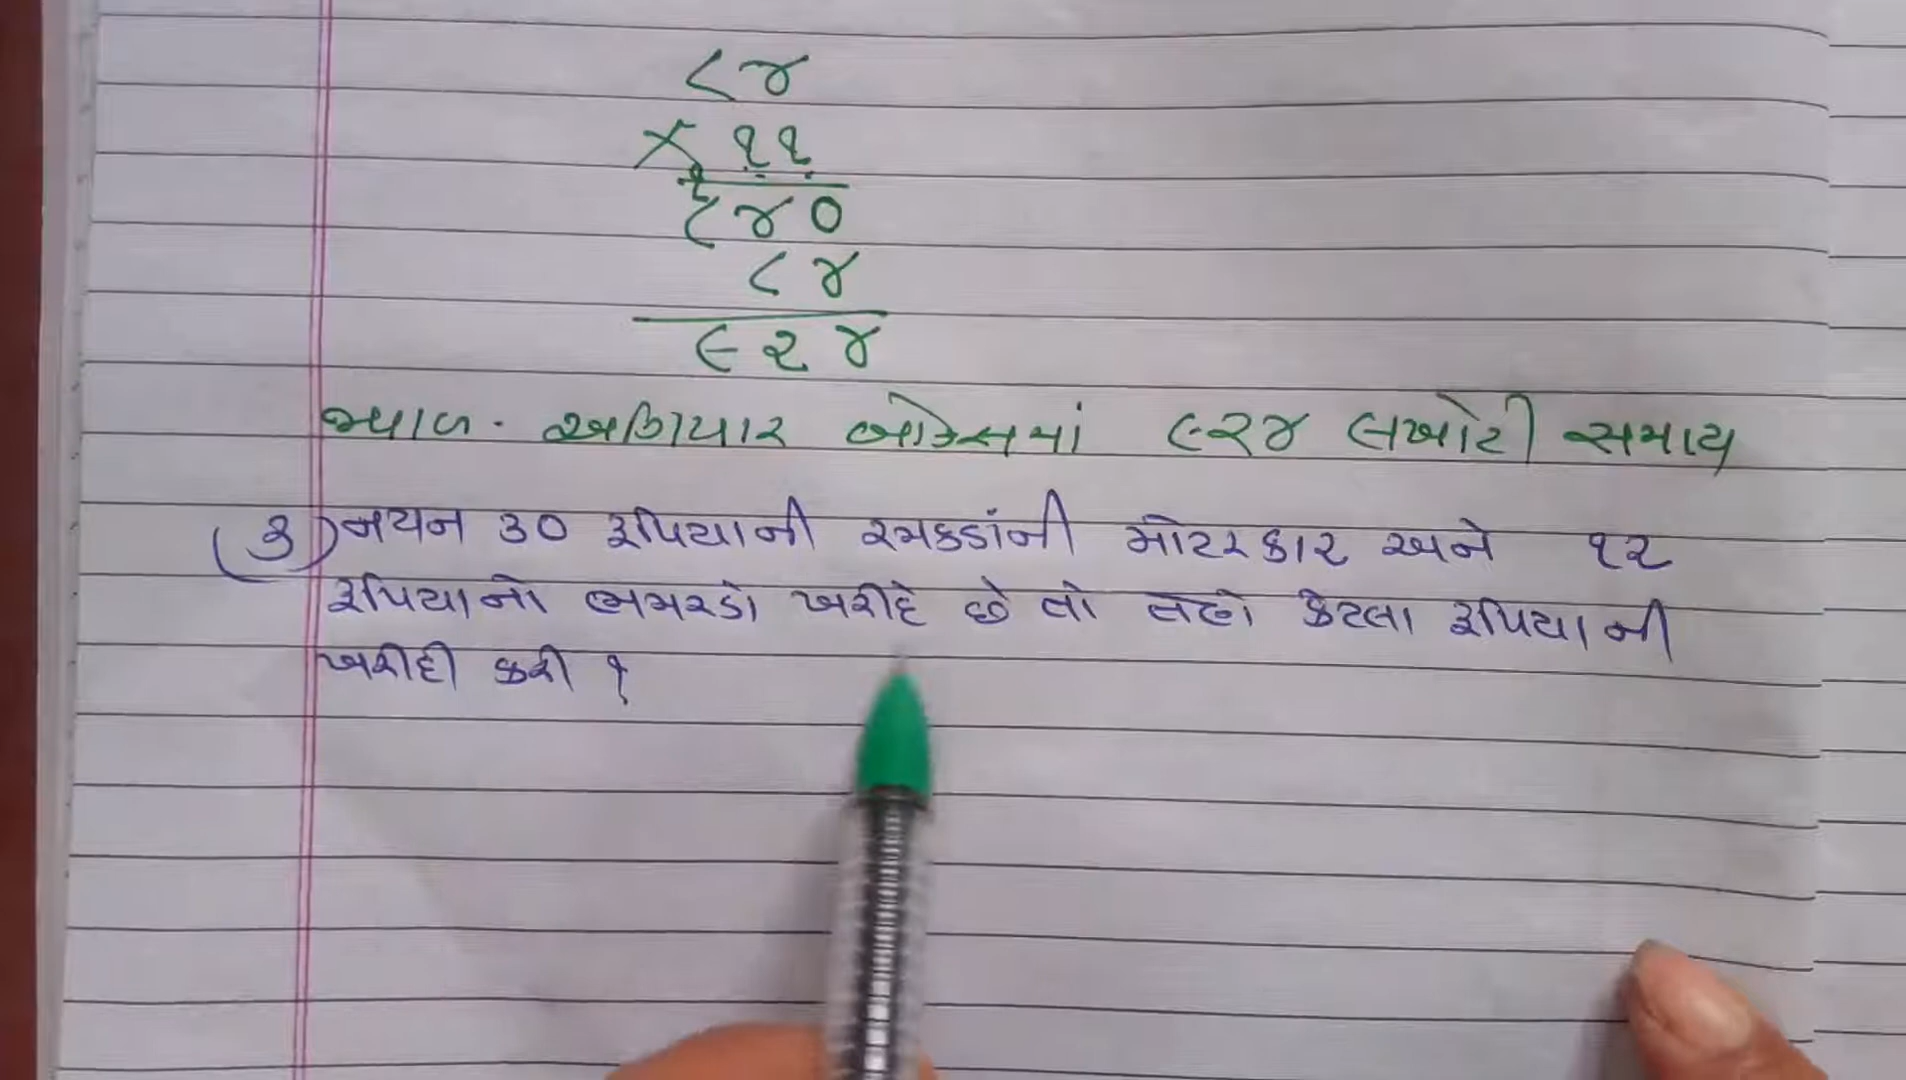 ૮૪
× ૧૧
૮૪૦
૮૪
૯૨૪
જવાબ. અગિયાર બોક્સમાં ૯૨૪ લખોટી સમાય
(૩) નયન ૩૦ રૂપિયાની રમકડાંની મોટરકાર અને ૧૨
રૂપિયાનો ભમરડો ખરીદે છે તો તેણે કેટલા રૂપિયાની
ખરીદી કરી ?